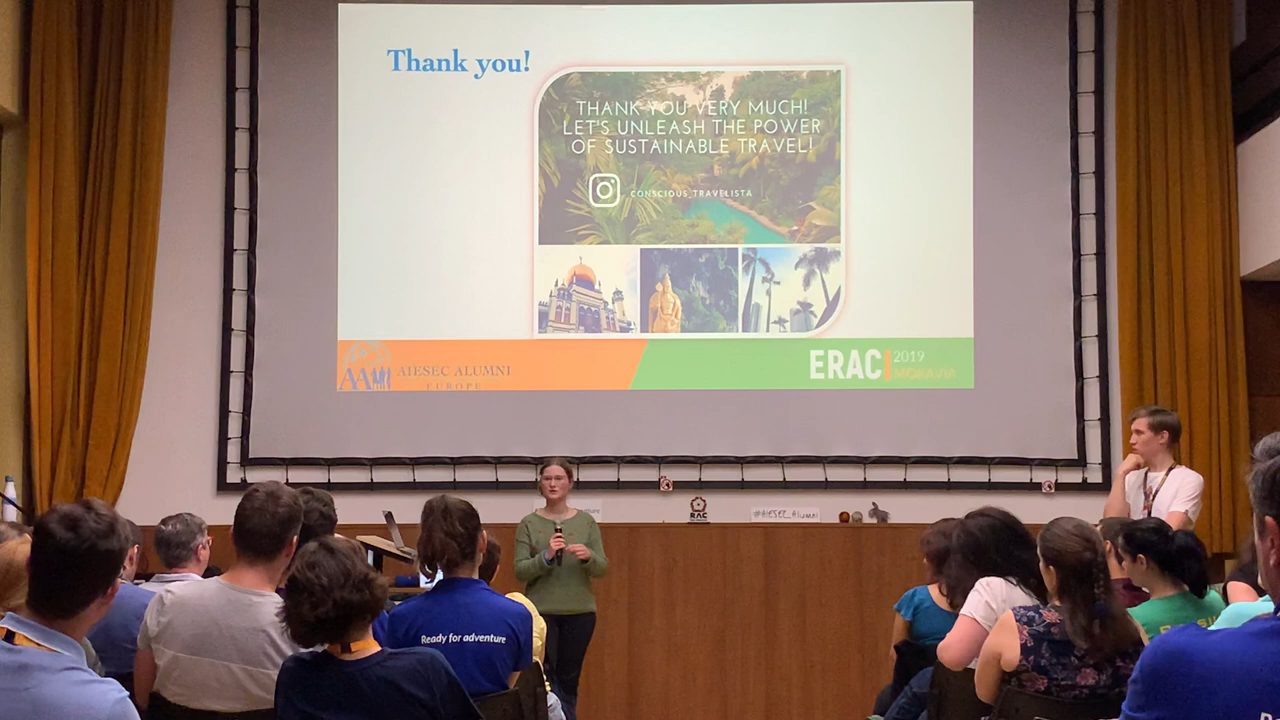 Thank you!
THANK YOU VERY MUCH!
LET'S UNLEASH THE POWER
OF SUSTAINABLE TRAVEL!
CONSCIOUS_TRAVELISTA
AIESEC ALUMNI
EUROPE
ERAC
2019
MORAVIA
RAC
#AIESEC_Alumni
Ready for adventure